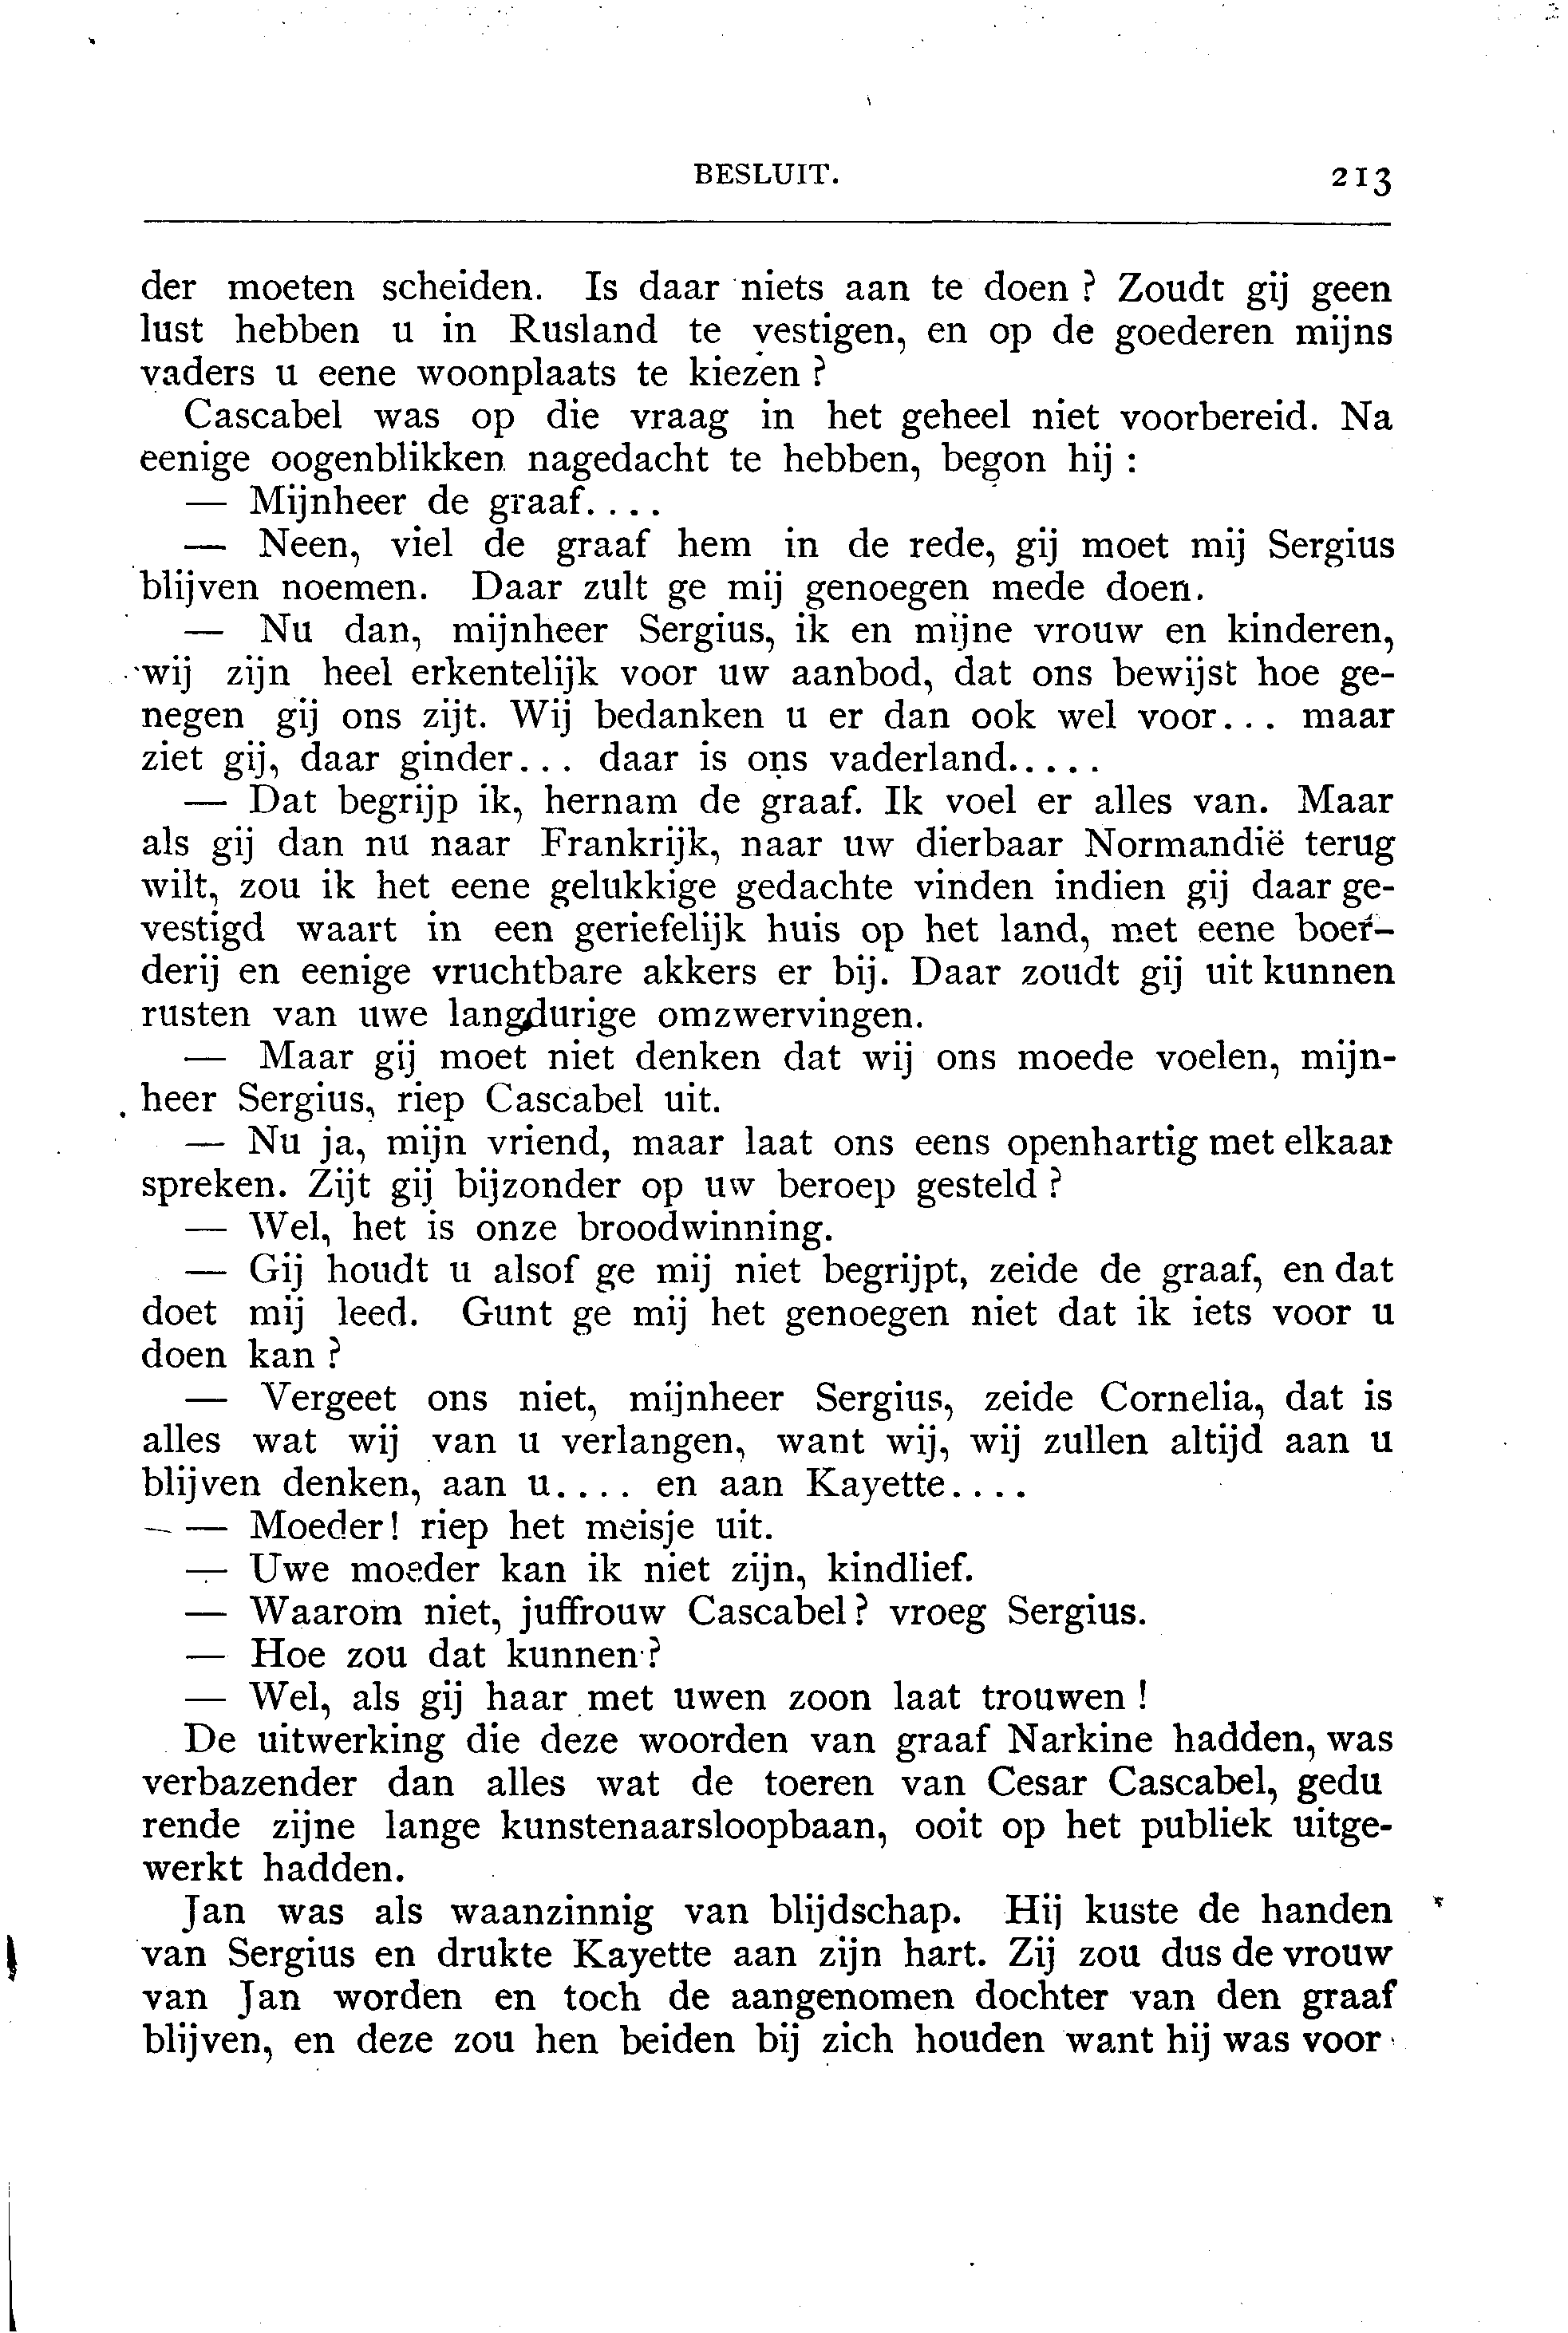 BESLUIT. 213
der moeten scheiden. Is daar niets aan te doen? Zoudt gij geen
lust hebben u in Rusland te vestigen, en op de goederen mijns
vaders u eene woonplaats te kiezen?
Cascabel was op die vraag in het geheel niet voorbereid. Na
eenige oogenblikken nagedacht te hebben, begon hij:
— Mijnheer de graaf....
— Neen, viel de graaf hem in de rede, gij moet mij Sergius
blijven noemen. Daar zult ge mij genoegen mede doen.
— Nu dan, mijnheer Sergius, ik en mijne vrouw en kinderen,
wij zijn heel erkentelijk voor uw aanbod, dat ons bewijst hoe ge-
negen gij ons zijt. Wij bedanken u er dan ook wel voor... maar
ziet gij, daar ginder... daar is ons vaderland.....
— Dat begrijp ik, hernam de graaf. Ik voel er alles van. Maar
als gij dan nu naar Frankrijk, naar uw dierbaar Normandië terug
wilt, zou ik het eene gelukkige gedachte vinden indien gij daar ge-
vestigd waart in een geriefelijk huis op het land, met eene boer-
derij en eenige vruchtbare akkers er bij. Daar zoudt gij uit kunnen
rusten van uwe langdurige omzwervingen.
— Maar gij moet niet denken dat wij ons moede voelen, mijn-
heer Sergius, riep Cascabel uit.
— Nu ja, mijn vriend, maar laat ons eens openhartig met elkaar
spreken. Zijt gij bijzonder op uw beroep gesteld?
— Wel, het is onze broodwinning.
— Gij houdt u alsof ge mij niet begrijpt, zeide de graaf, en dat
doet mij leed. Gunt ge mij het genoegen niet dat ik iets voor u
doen kan?
— Vergeet ons niet, mijnheer Sergius, zeide Cornelia, dat is
alles wat wij van u verlangen, want wij, wij zullen altijd aan u
blijven denken, aan u.... en aan Kayette....
— Moeder! riep het meisje uit.
— Uwe moeder kan ik niet zijn, kindlief.
— Waarom niet, juffrouw Cascabel? vroeg Sergius.
— Hoe zou dat kunnen?
— Wel, als gij haar met uwen zoon laat trouwen!
De uitwerking die deze woorden van graaf Narkine hadden, was
verbazender dan alles wat de toeren van Cesar Cascabel, gedu
rende zijne lange kunstenaarsloopbaan, ooit op het publiek uitge-
werkt hadden.
Jan was als waanzinnig van blijdschap. Hij kuste de handen
van Sergius en drukte Kayette aan zijn hart. Zij zou dus de vrouw
van Jan worden en toch de aangenomen dochter van den graaf
blijven, en deze zou hen beiden bij zich houden want hij was voor